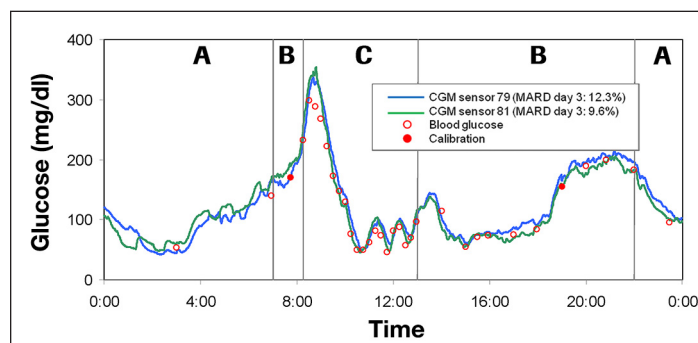 A B C B A
400
300
200
100
0
Glucose (mg/dl)
CGM sensor 79 (MARD day 3: 12.3%)
CGM sensor 81 (MARD day 3: 9.6%)
Blood glucose
Calibration
0:00 4:00 8:00 12:00 16:00 20:00 0:00
Time